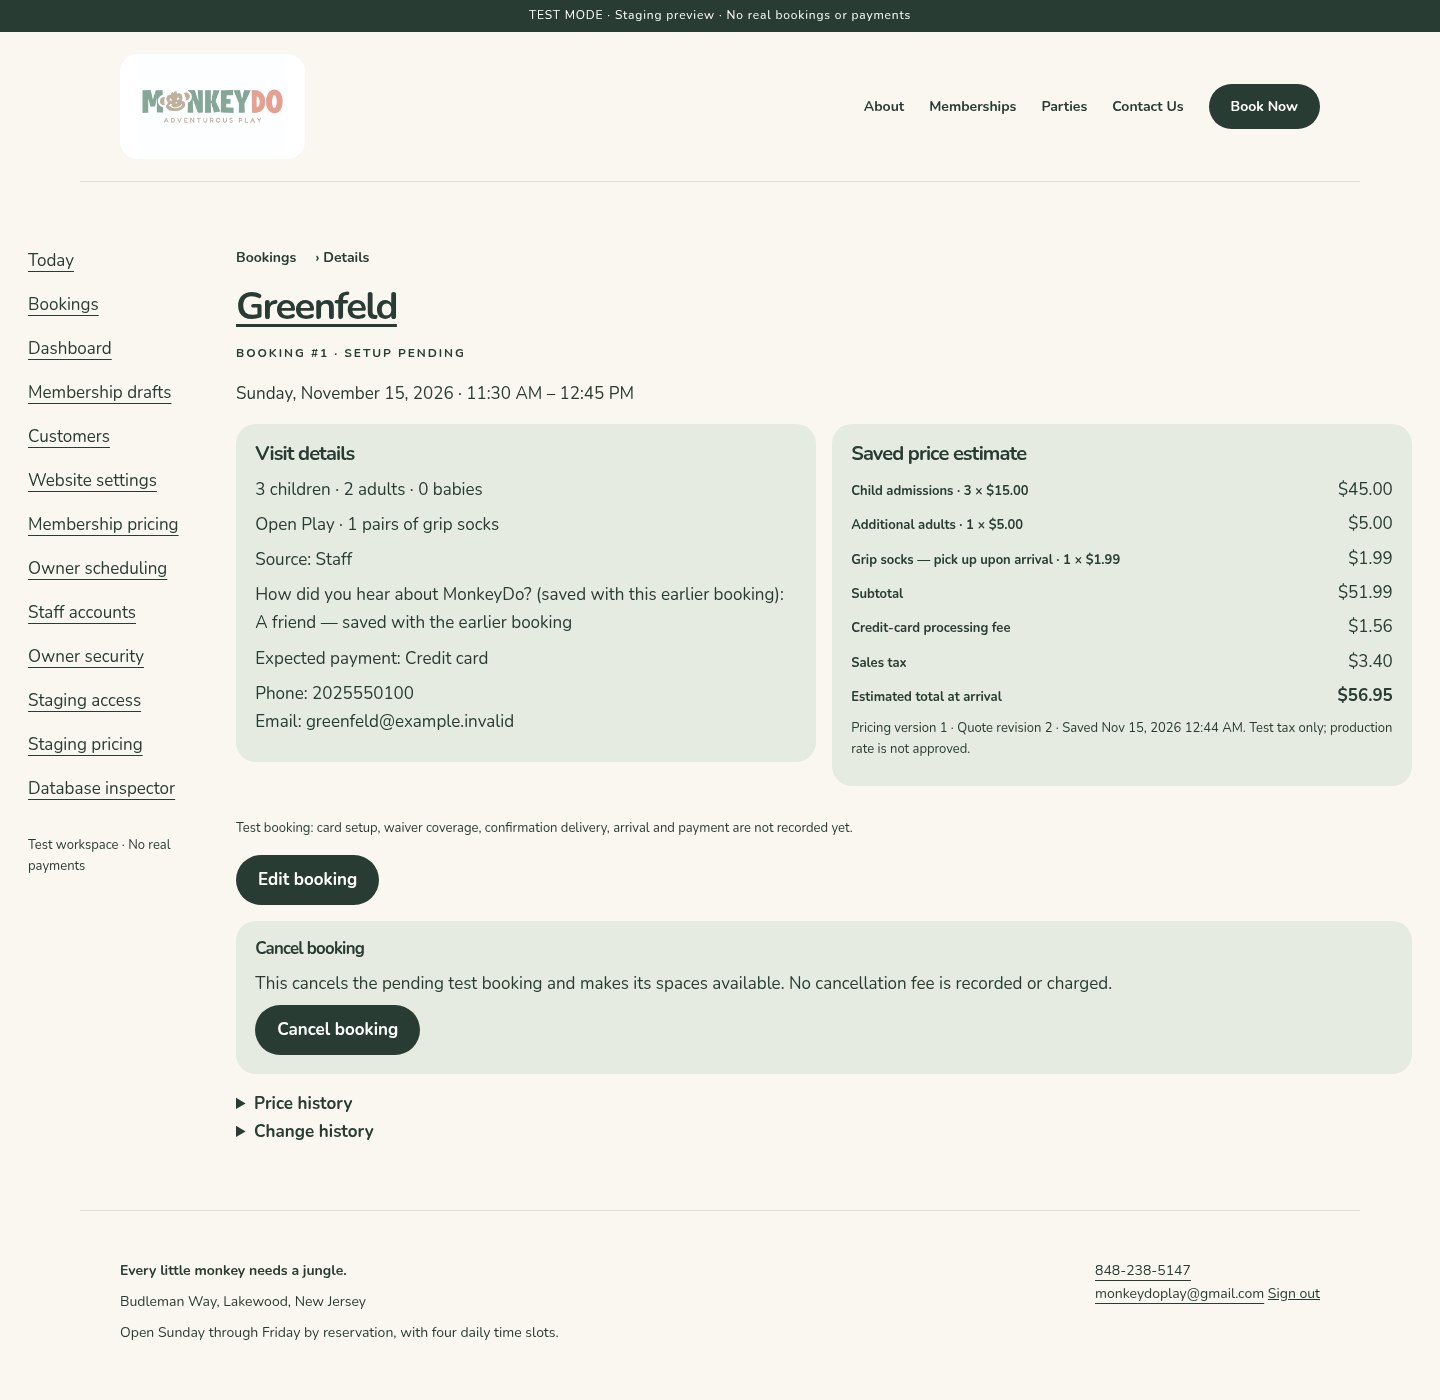 TEST MODE · Staging preview · No real bookings or payments
MONKEYDO
ADVENTUROUS PLAY
About
Memberships
Parties
Contact Us
Book Now
Today
Bookings
Dashboard
Membership drafts
Customers
Website settings
Membership pricing
Owner scheduling
Staff accounts
Owner security
Staging access
Staging pricing
Database inspector
Test workspace · No real
payments
Bookings › Details
Greenfeld
BOOKING #1 · SETUP PENDING
Sunday, November 15, 2026 · 11:30 AM – 12:45 PM
Visit details
3 children · 2 adults · 0 babies
Open Play · 1 pairs of grip socks
Source: Staff
How did you hear about MonkeyDo? (saved with this earlier booking):
A friend — saved with the earlier booking
Expected payment: Credit card
Phone: 2025550100
Email: greenfeld@example.invalid
Saved price estimate
Child admissions · 3 × $15.00 $45.00
Additional adults · 1 × $5.00 $5.00
Grip socks — pick up upon arrival · 1 × $1.99 $1.99
Subtotal $51.99
Credit-card processing fee $1.56
Sales tax $3.40
Estimated total at arrival $56.95
Pricing version 1 · Quote revision 2 · Saved Nov 15, 2026 12:44 AM. Test tax only; production
rate is not approved.
Test booking: card setup, waiver coverage, confirmation delivery, arrival and payment are not recorded yet.
Edit booking
Cancel booking
This cancels the pending test booking and makes its spaces available. No cancellation fee is recorded or charged.
Cancel booking
Price history
Change history
Every little monkey needs a jungle.
Budleman Way, Lakewood, New Jersey
Open Sunday through Friday by reservation, with four daily time slots.
848-238-5147
monkeydoplay@gmail.com Sign out